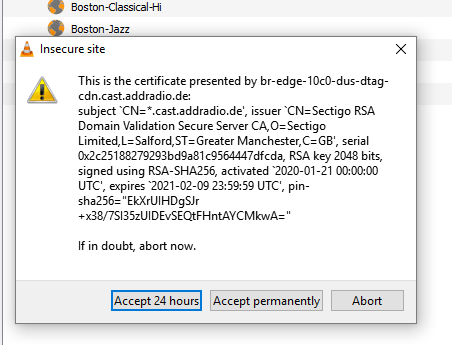 Boston-Classical-Hi
Boston-Jazz
Insecure site
This is the certificate presented by br-edge-10c0-dus-dtag-
cdn.cast.addradio.de:
subject `CN=*.cast.addradio.de', issuer `CN=Sectigo RSA
Domain Validation Secure Server CA,O=Sectigo
Limited,L=Salford,ST=Greater Manchester,C=GB', serial
0x2c25188279293bd9a81c9564447dfcda, RSA key 2048 bits,
signed using RSA-SHA256, activated `2020-01-21 00:00:00
UTC', expires `2021-02-09 23:59:59 UTC', pin-
sha256="EkXrUIHDgSJr
+x38/7SI35zUIDEvSEQtFHntAYCMkwA="
If in doubt, abort now.
Accept 24 hours
Accept permanently
Abort